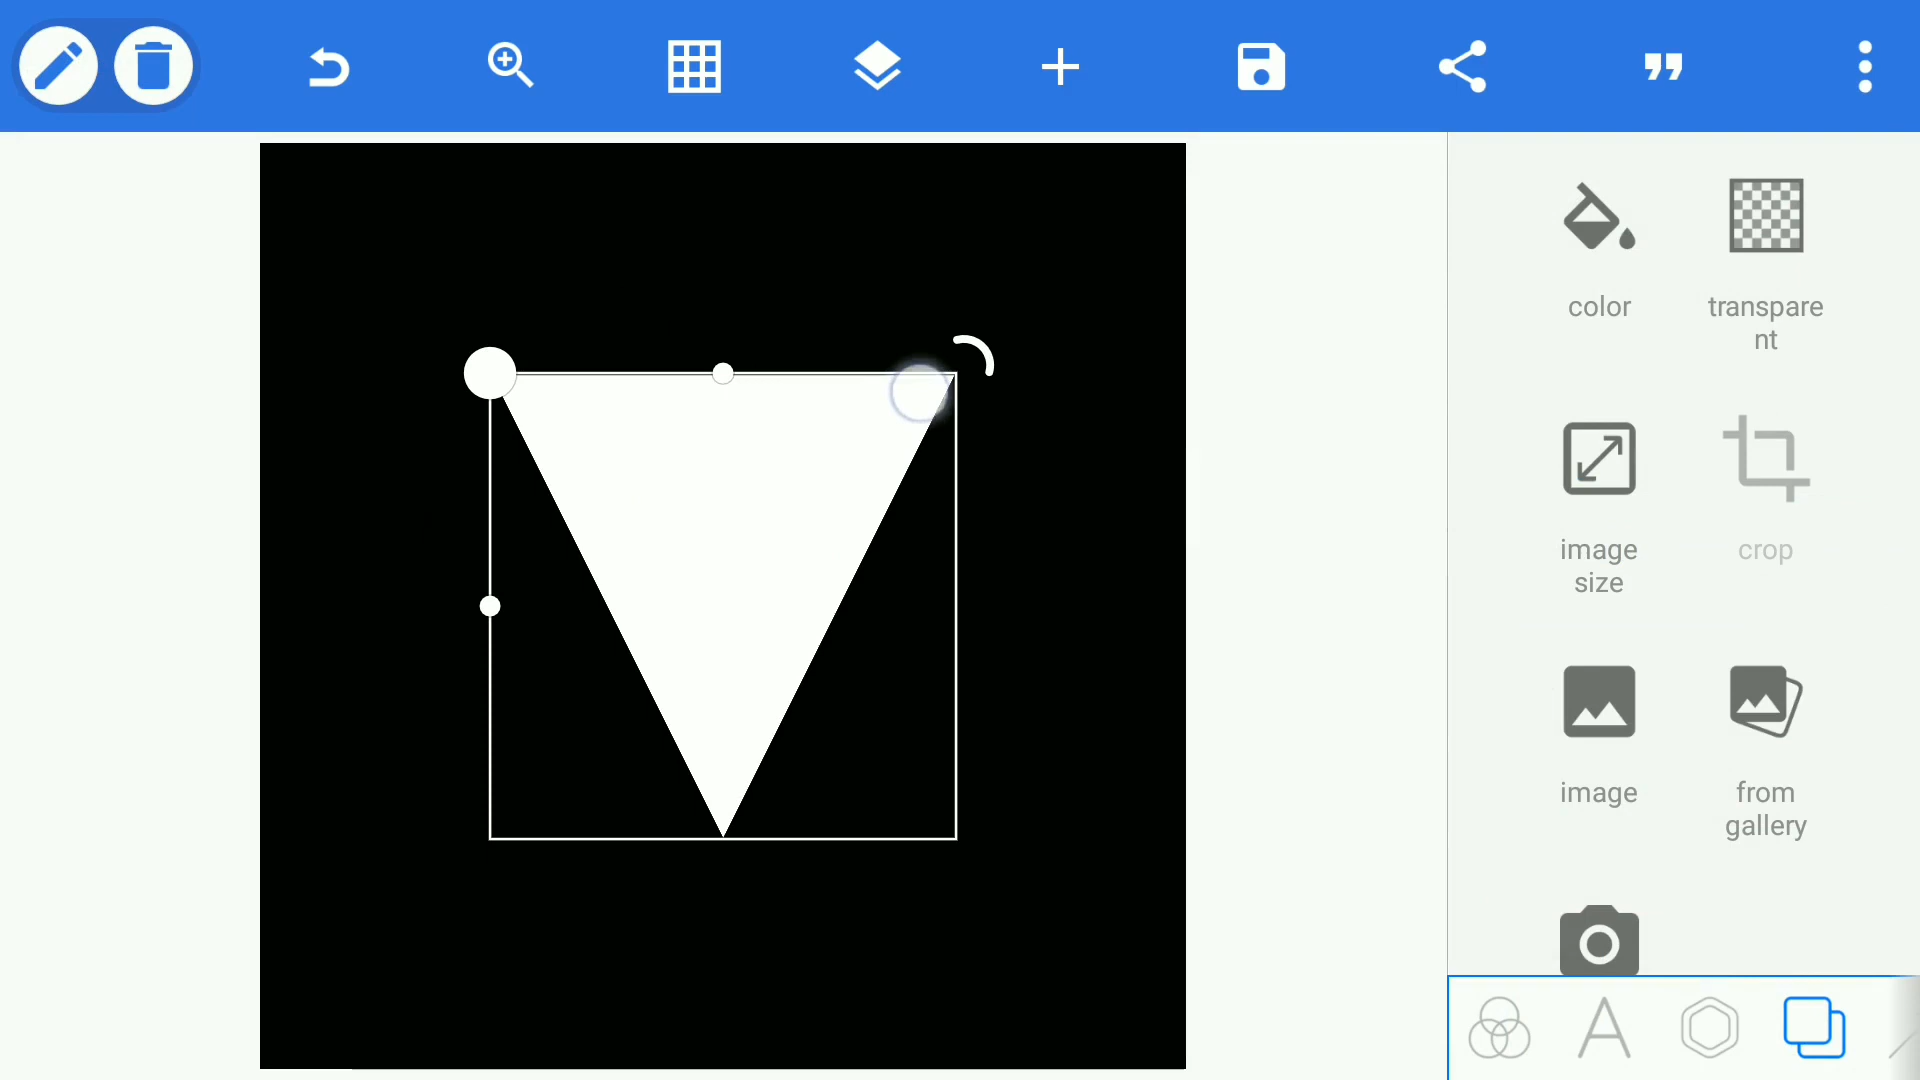 color
transpare
nt
image
size
crop
image
from
gallery